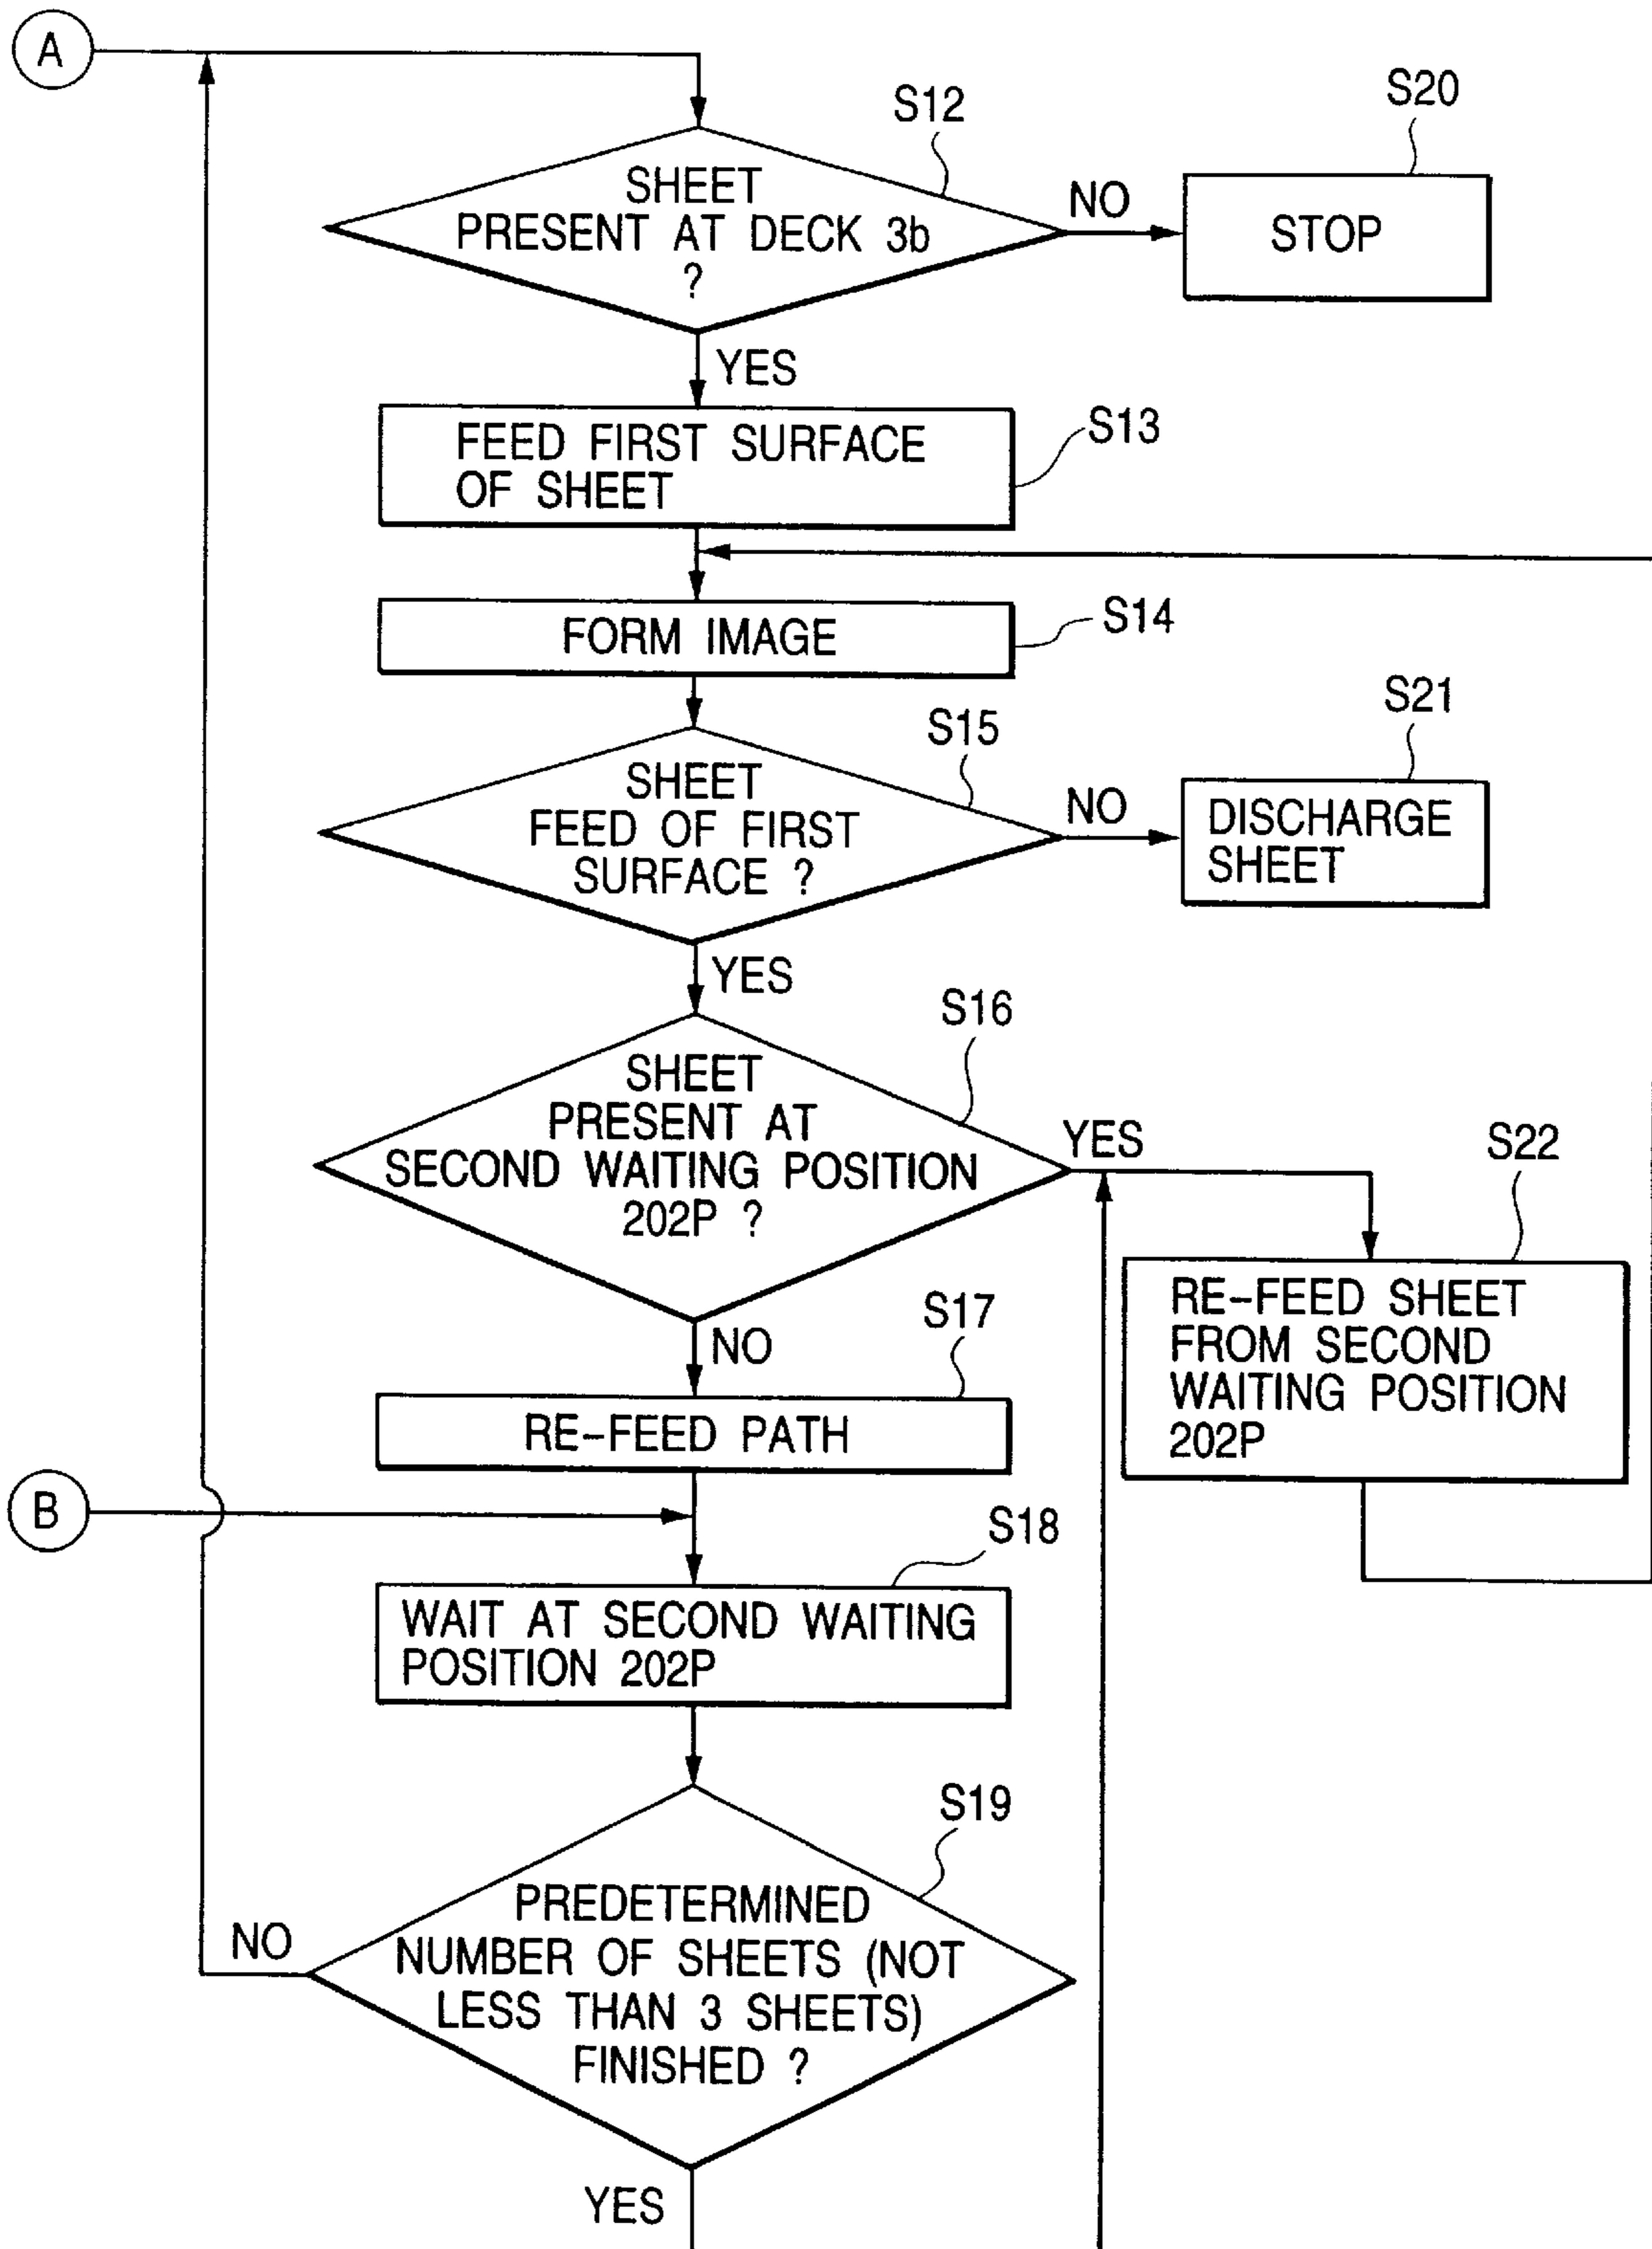 A
S12
SHEET
PRESENT AT DECK 3b
?
NO
S20
STOP
YES
S13
FEED FIRST SURFACE
OF SHEET
S14
FORM IMAGE
S15
SHEET
FEED OF FIRST
SURFACE ?
NO
S21
DISCHARGE
SHEET
YES
S16
SHEET
PRESENT AT
SECOND WAITING POSITION
202P ?
YES
S22
RE-FEED SHEET
FROM SECOND
WAITING POSITION
202P
NO
S17
RE-FEED PATH
B
S18
WAIT AT SECOND WAITING
POSITION 202P
S19
PREDETERMINED
NUMBER OF SHEETS (NOT
LESS THAN 3 SHEETS)
FINISHED ?
NO
YES